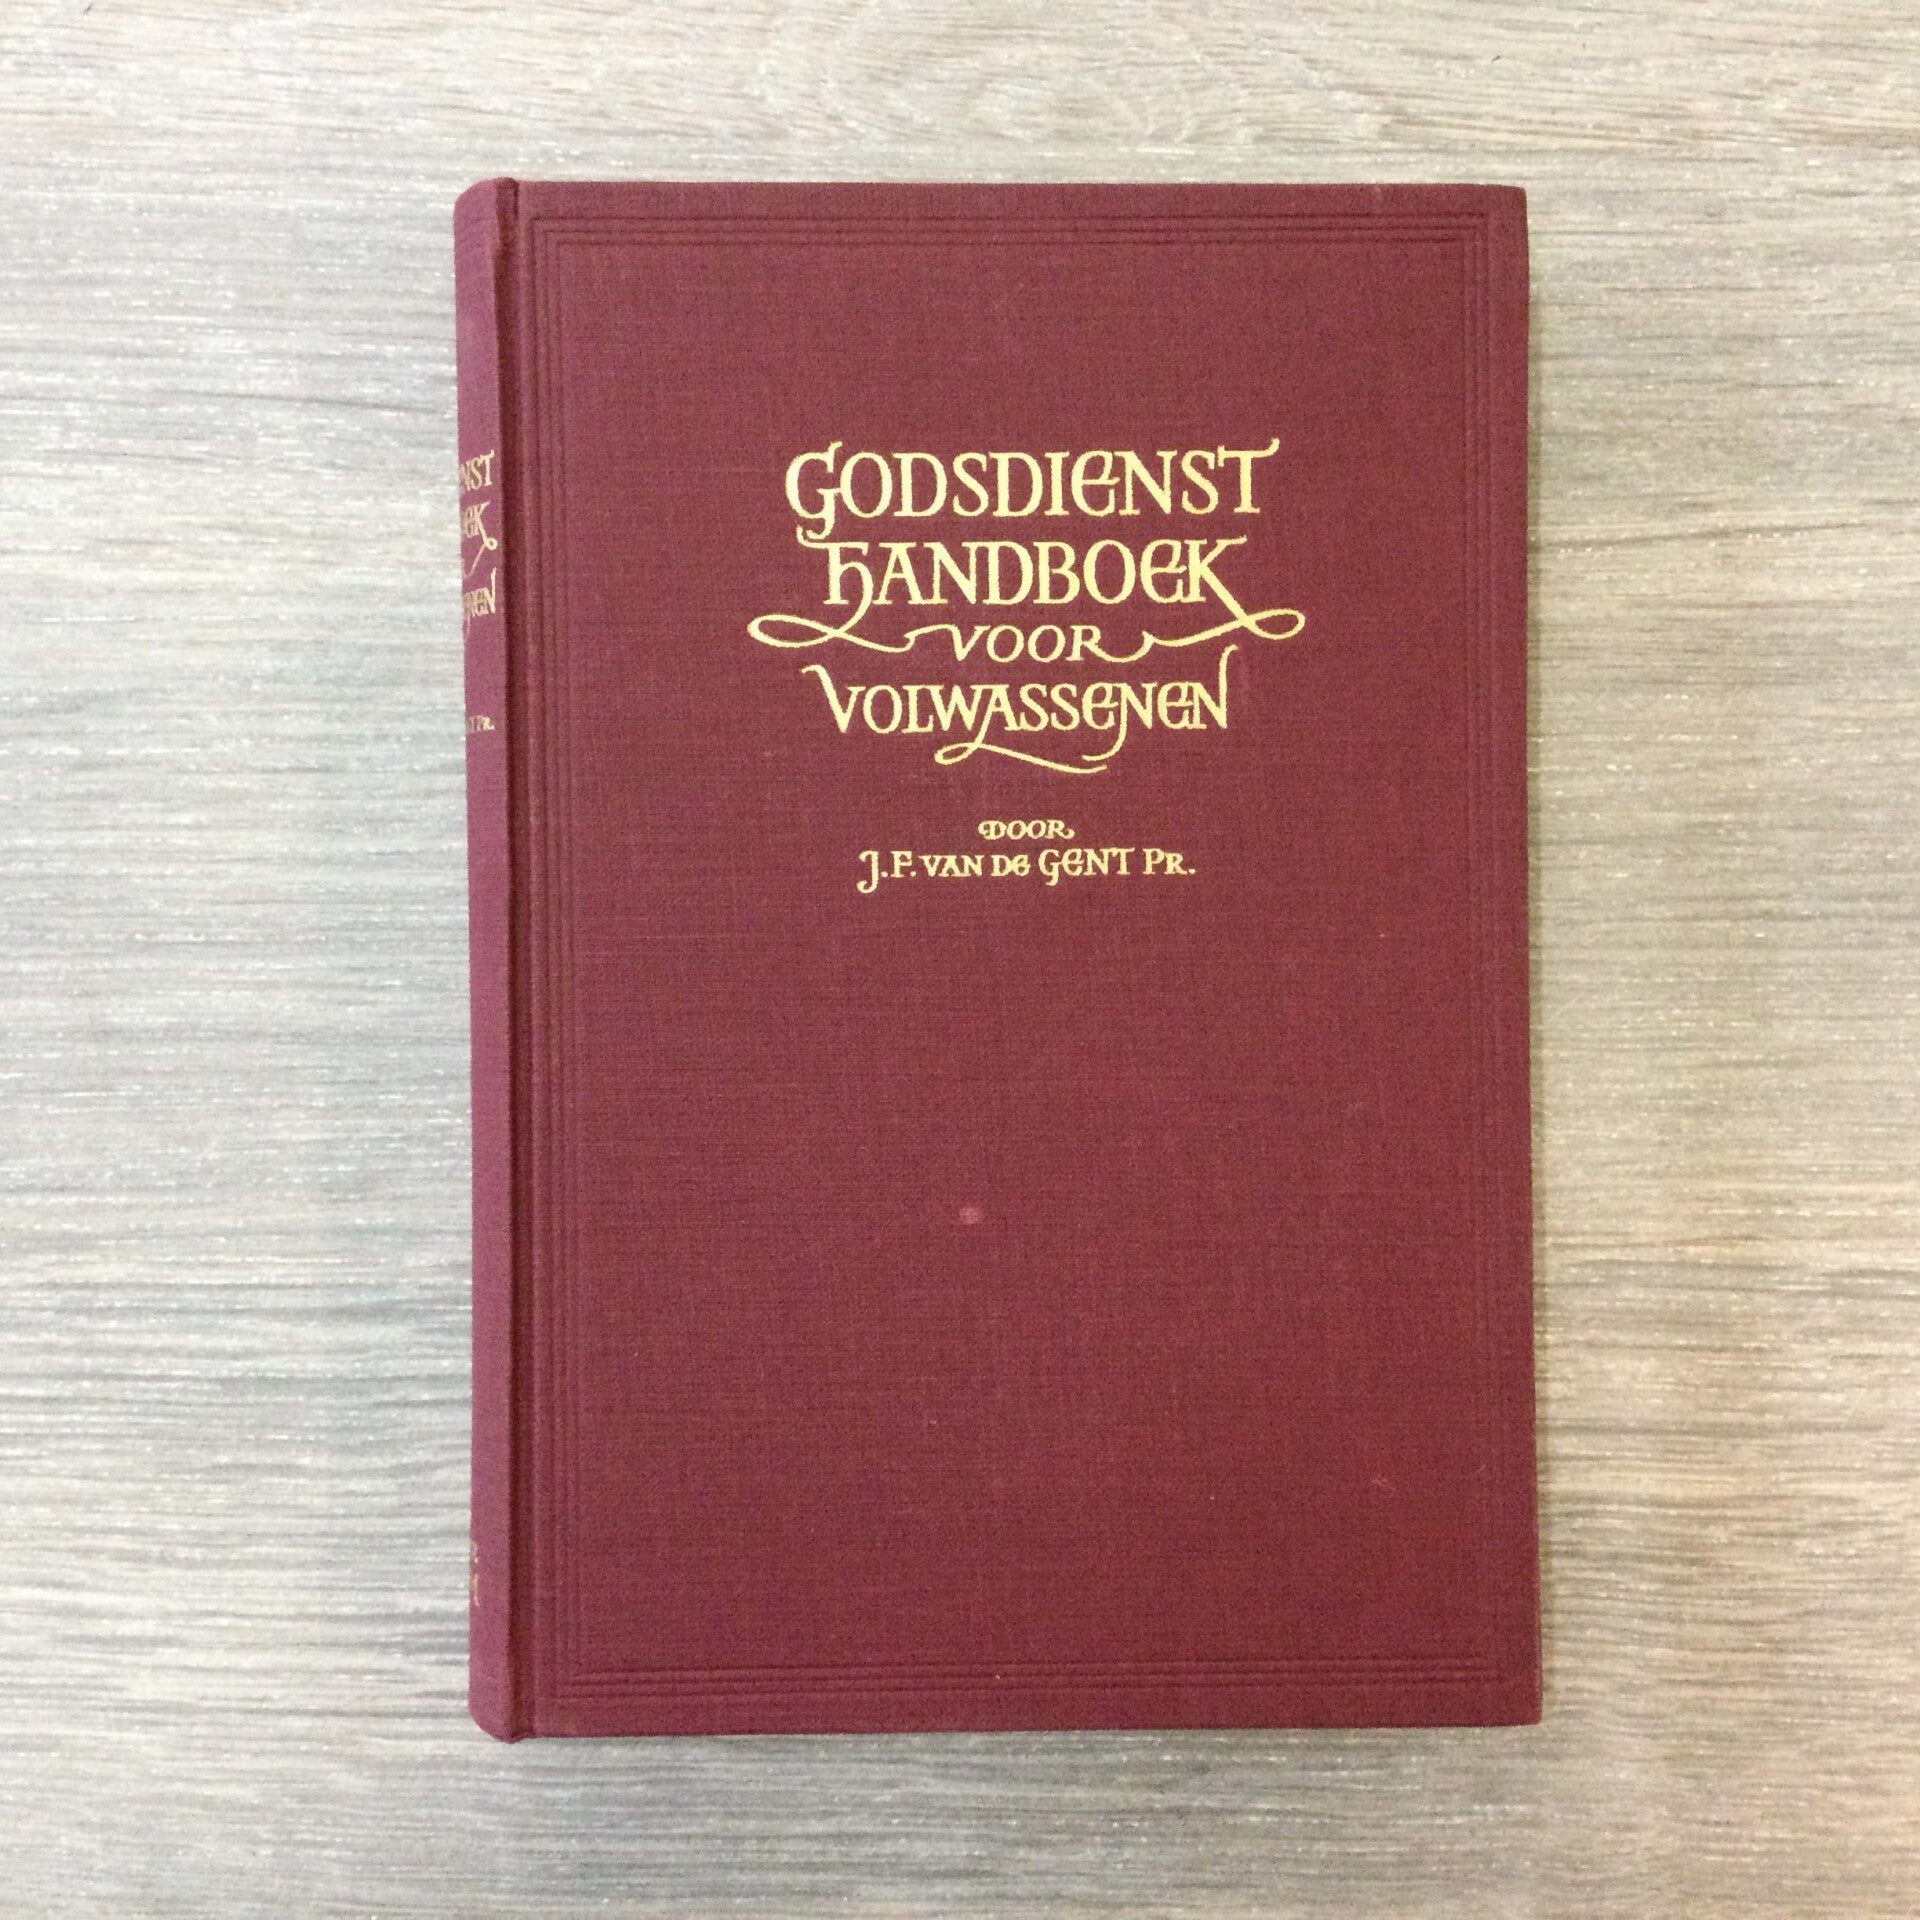 GODSDIENST
HANDBOEK
VOOR
VOLWASSENEN
DOOR
J.F. VAN DE GENT PR.